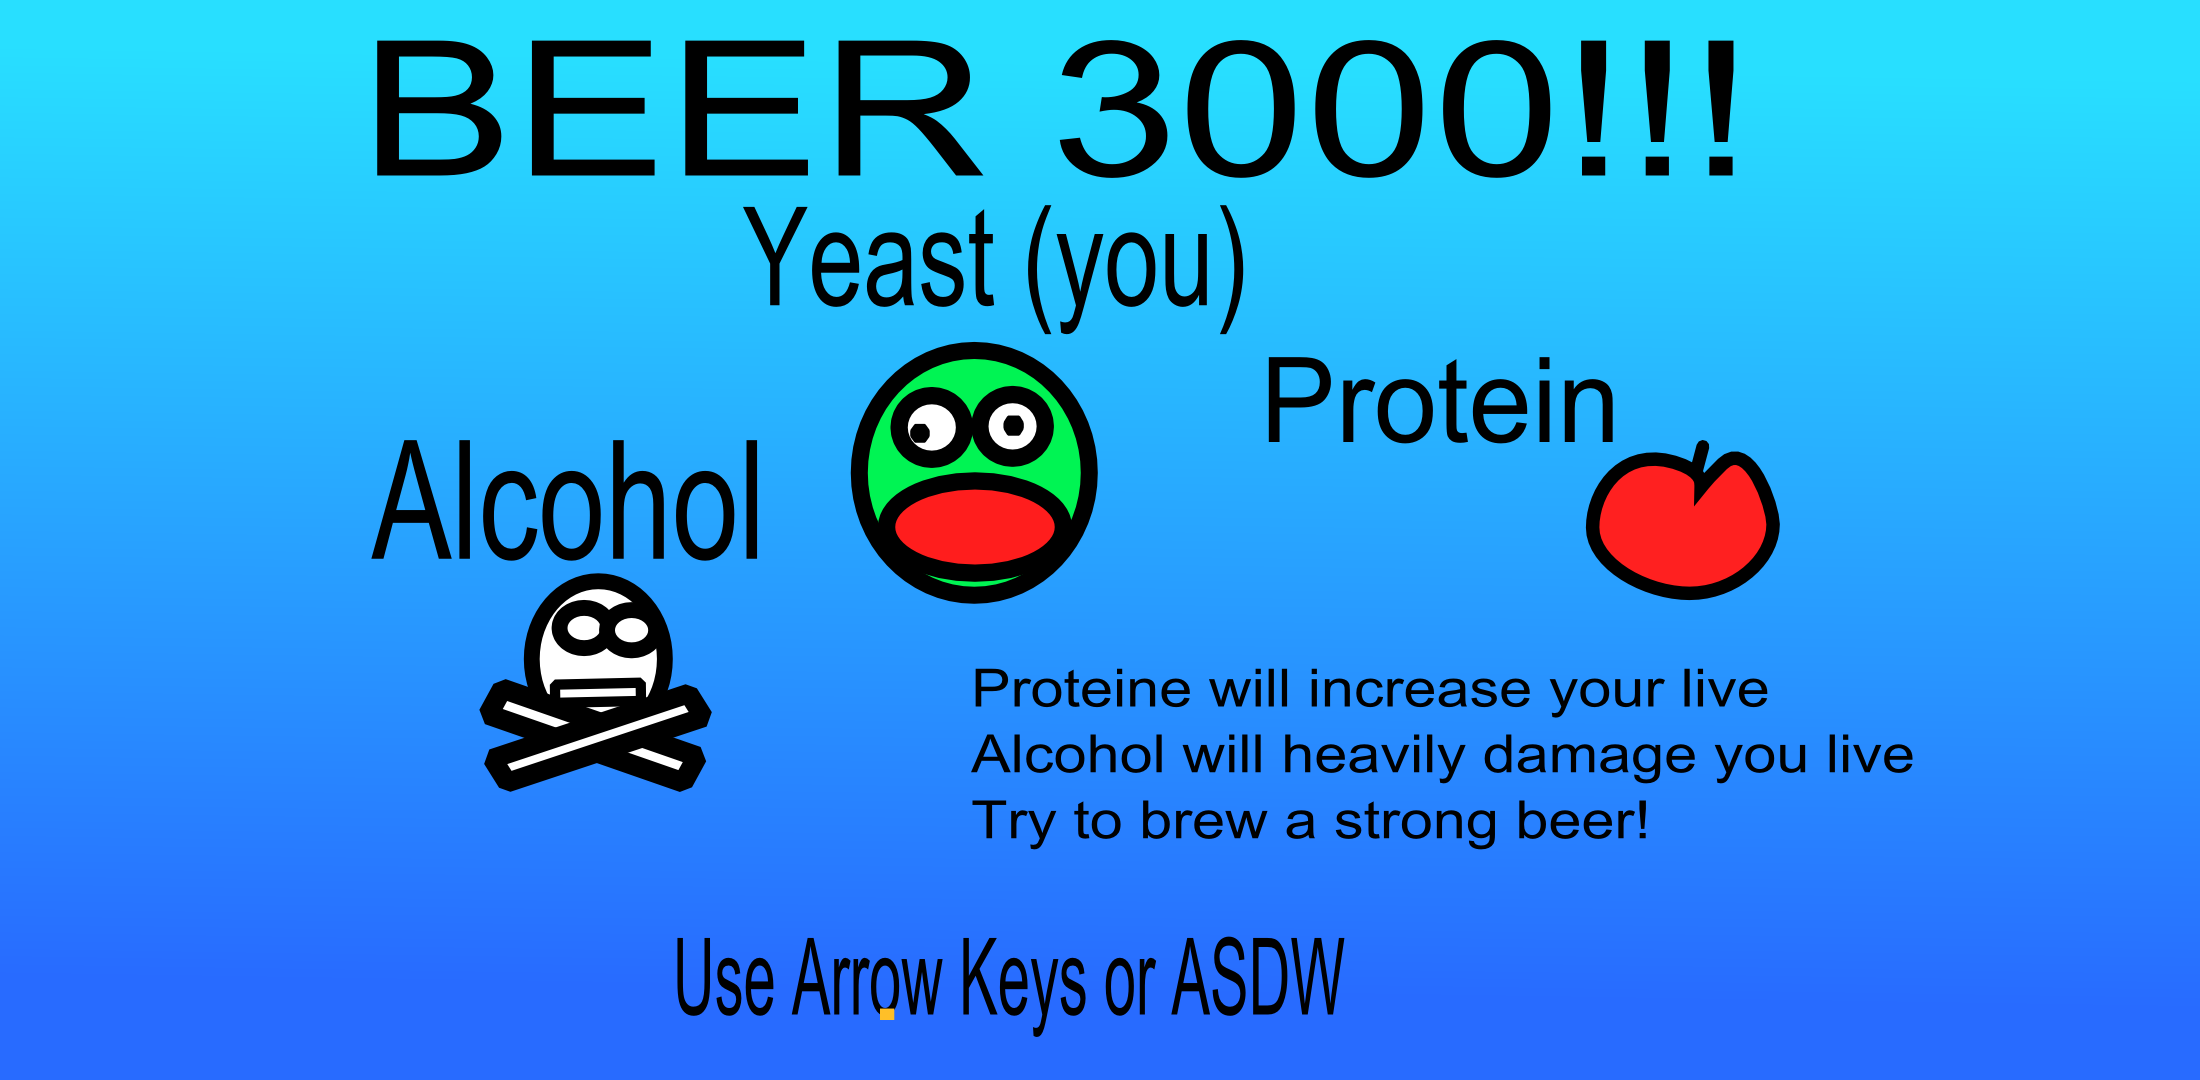 BEER 3000!!!
Yeast (you)
Protein
Alcohol
Proteine will increase your live
Alcohol will heavily damage you live
Try to brew a strong beer!
Use Arrow Keys or ASDW